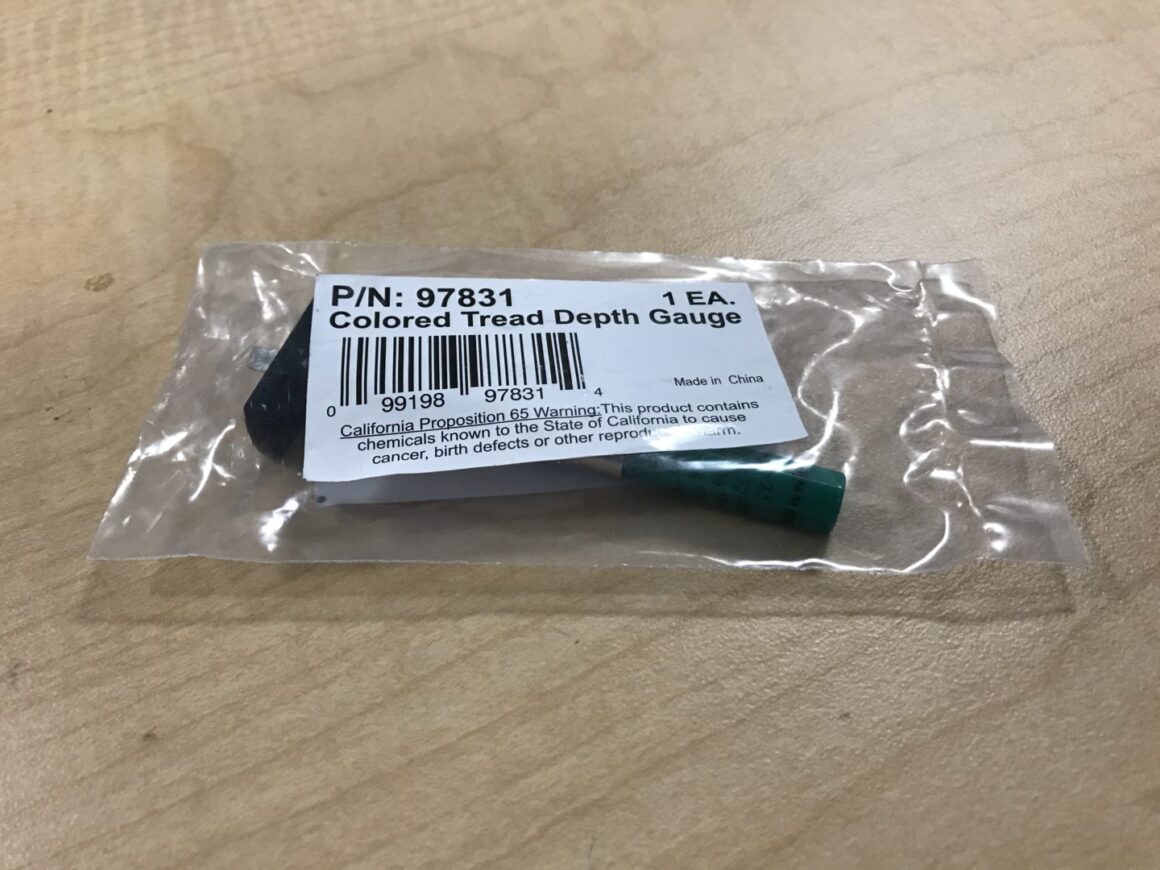 P/N: 97831 1 EA.
Colored Tread Depth Gauge
Made in China
0 99198 97831 4
California Proposition 65 Warning:This product contains
chemicals known to the State of California to cause
cancer, birth defects or other harm.